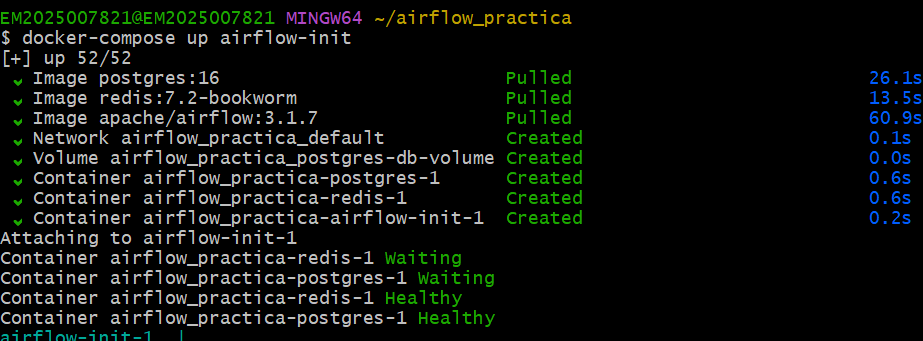 EM2025007821@EM2025007821 MINGW64 ~/airflow_practica
$ docker-compose up airflow-init
[+] up 52/52
✔ Image postgres:16 Pulled 26.1s
✔ Image redis:7.2-bookworm Pulled 13.5s
✔ Image apache/airflow:3.1.7 Pulled 60.9s
✔ Network airflow_practica_default Created 0.1s
✔ Volume airflow_practica_postgres-db-volume Created 0.0s
✔ Container airflow_practica-postgres-1 Created 0.6s
✔ Container airflow_practica-redis-1 Created 0.6s
✔ Container airflow_practica-airflow-init-1 Created 0.2s
Attaching to airflow-init-1
Container airflow_practica-redis-1 Waiting
Container airflow_practica-postgres-1 Waiting
Container airflow_practica-redis-1 Healthy
Container airflow_practica-postgres-1 Healthy
airflow-init-1 |